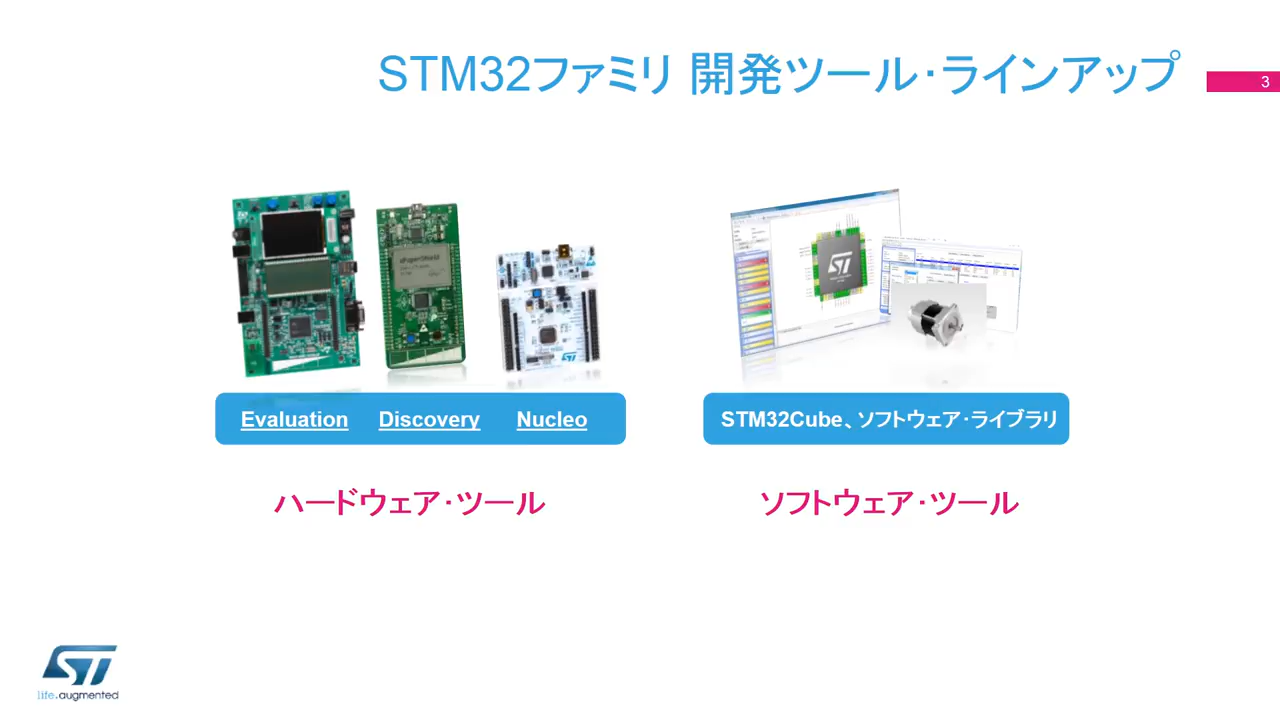 STM32ファミリ 開発ツール･ラインアップ
3
Evaluation Discovery Nucleo
STM32Cube、ソフトウェア･ライブラリ
ハードウェア･ツール
ソフトウェア･ツール
ST
life.augmented